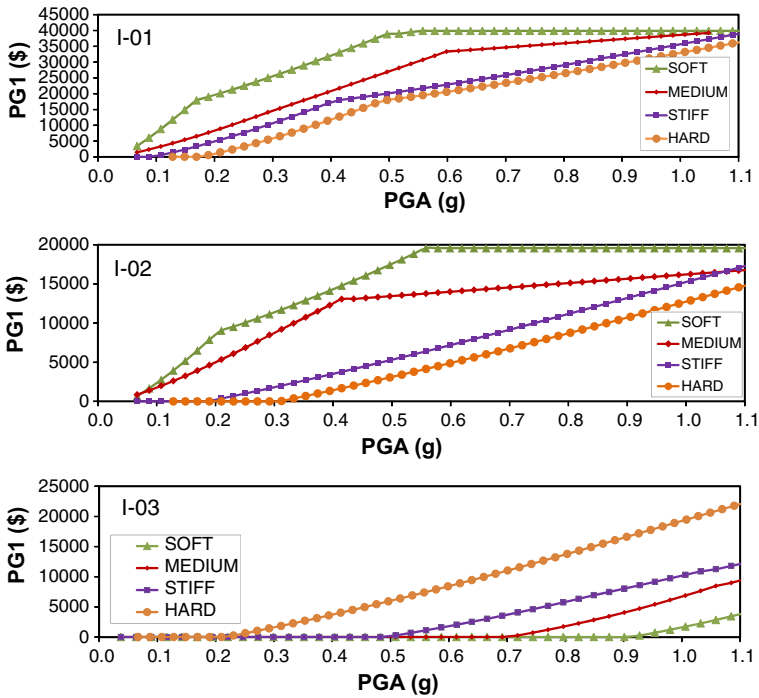 I-01
PG1 ($)
45000
40000
35000
30000
25000
20000
15000
10000
5000
0
SOFT
MEDIUM
STIFF
HARD
0.0 0.1 0.2 0.3 0.4 0.5 0.6 0.7 0.8 0.9 1.0 1.1
PGA (g)
I-02
PG1 ($)
20000
15000
10000
5000
0
SOFT
MEDIUM
STIFF
HARD
0.0 0.1 0.2 0.3 0.4 0.5 0.6 0.7 0.8 0.9 1.0 1.1
PGA (g)
I-03
PG1 ($)
25000
20000
15000
10000
5000
0
SOFT
MEDIUM
STIFF
HARD
0.0 0.1 0.2 0.3 0.4 0.5 0.6 0.7 0.8 0.9 1.0 1.1
PGA (g)